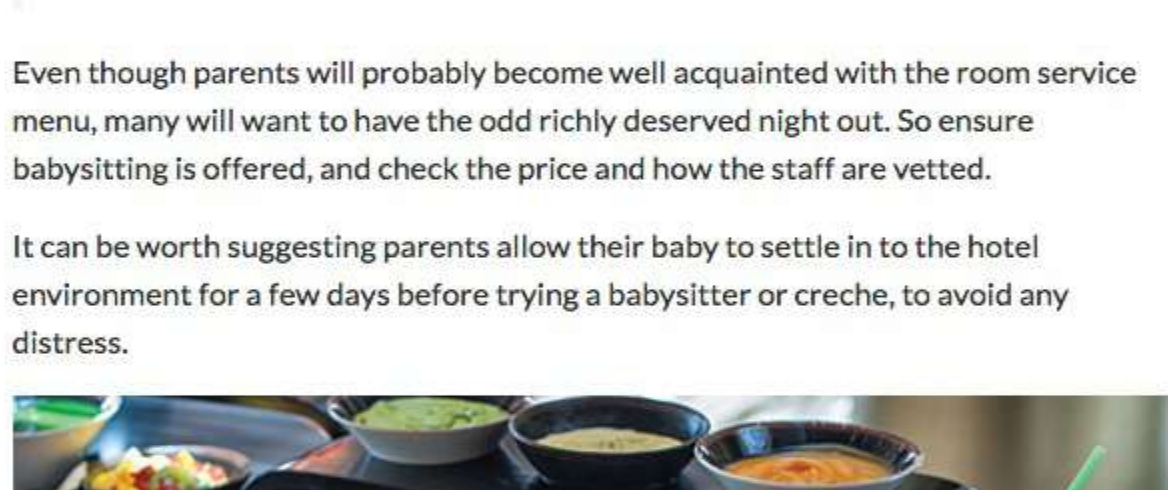 Even though parents will probably become well acquainted with the room service
menu, many will want to have the odd richly deserved night out. So ensure
babysitting is offered, and check the price and how the staff are vetted.
It can be worth suggesting parents allow their baby to settle in to the hotel
environment for a few days before trying a babysitter or creche, to avoid any
distress.